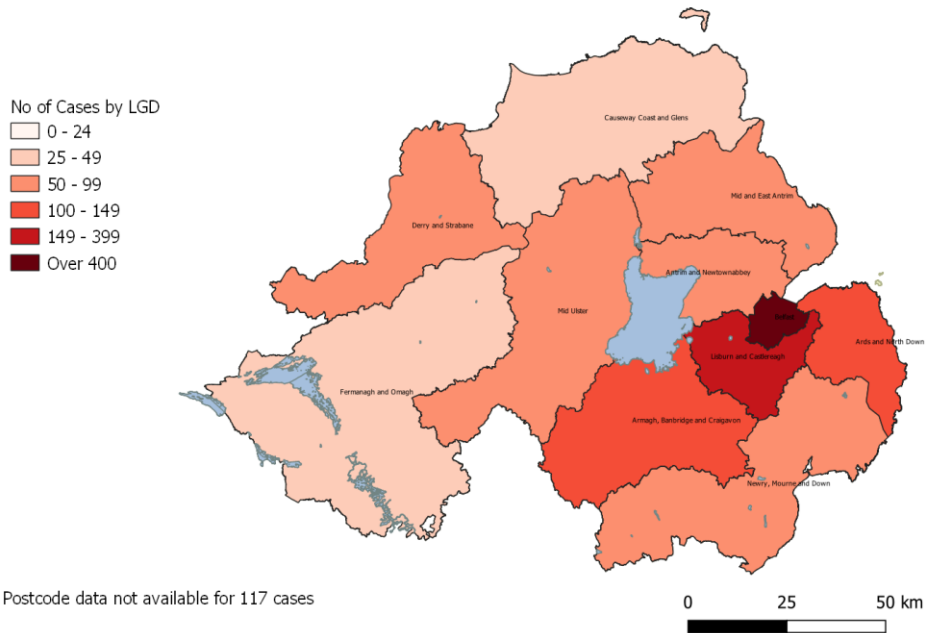 No of Cases by LGD
0 - 24
25 - 49
50 - 99
100 - 149
149 - 399
Over 400
Causeway Coast and Glens
Mid and East Antrim
Derry and Strabane
Antrim and Newtownabbey
Mid Ulster
Belfast
Ards and North Down
Lisburn and Castlereagh
Fermanagh and Omagh
Armagh, Banbridge and Craigavon
Newry, Mourne and Down
Postcode data not available for 117 cases
0 25 50 km